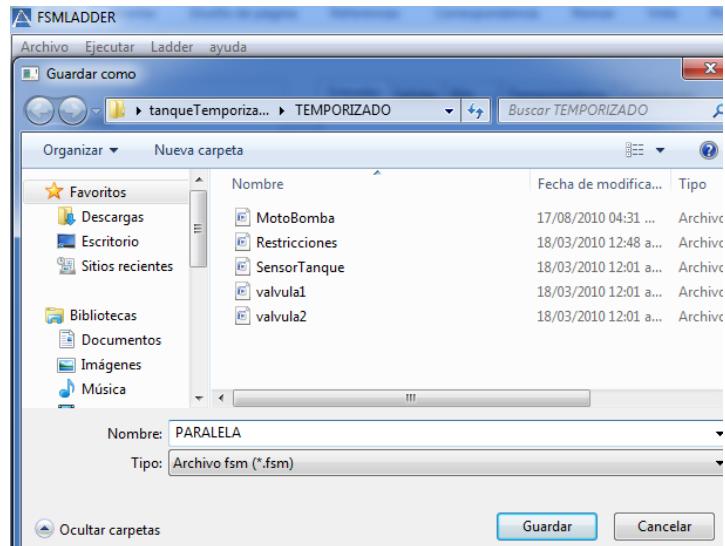 FSMLADDER
Archivo Ejecutar Ladder ayuda
Guardar como
tanqueTemporiza... TEMPORIZADO Buscar TEMPORIZADO
Organizar Nueva carpeta
Favoritos
Descargas
Escritorio
Sitios recientes
Bibliotecas
Documentos
Imágenes
Música
Nombre Fecha de modifica... Tipo
MotoBomba 17/08/2010 04:31 ... Archivo
Restricciones 18/03/2010 12:48 a... Archivo
SensorTanque 18/03/2010 12:01 a... Archivo
valvula1 18/03/2010 12:01 a... Archivo
valvula2 18/03/2010 12:01 a... Archivo
Nombre: PARALELA
Tipo: Archivo fsm (*.fsm)
Ocultar carpetas Guardar Cancelar